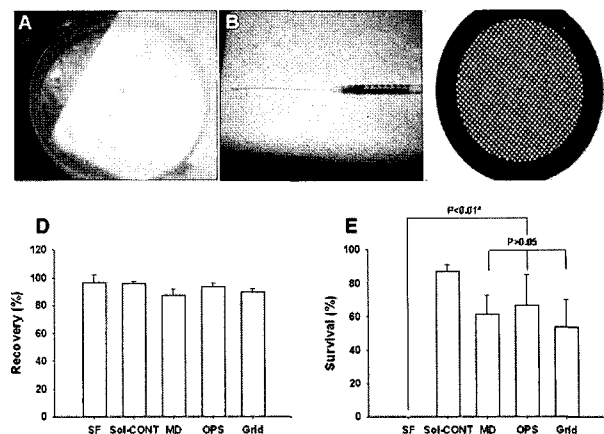 A
B
D
Recovery (%)
120
100
80
60
40
20
0
SF Sol-CONT MD OPS Grid
E
P<0.01*
P>0.05
Survival (%)
100
80
60
40
20
0
SF Sol-CONT MD OPS Grid